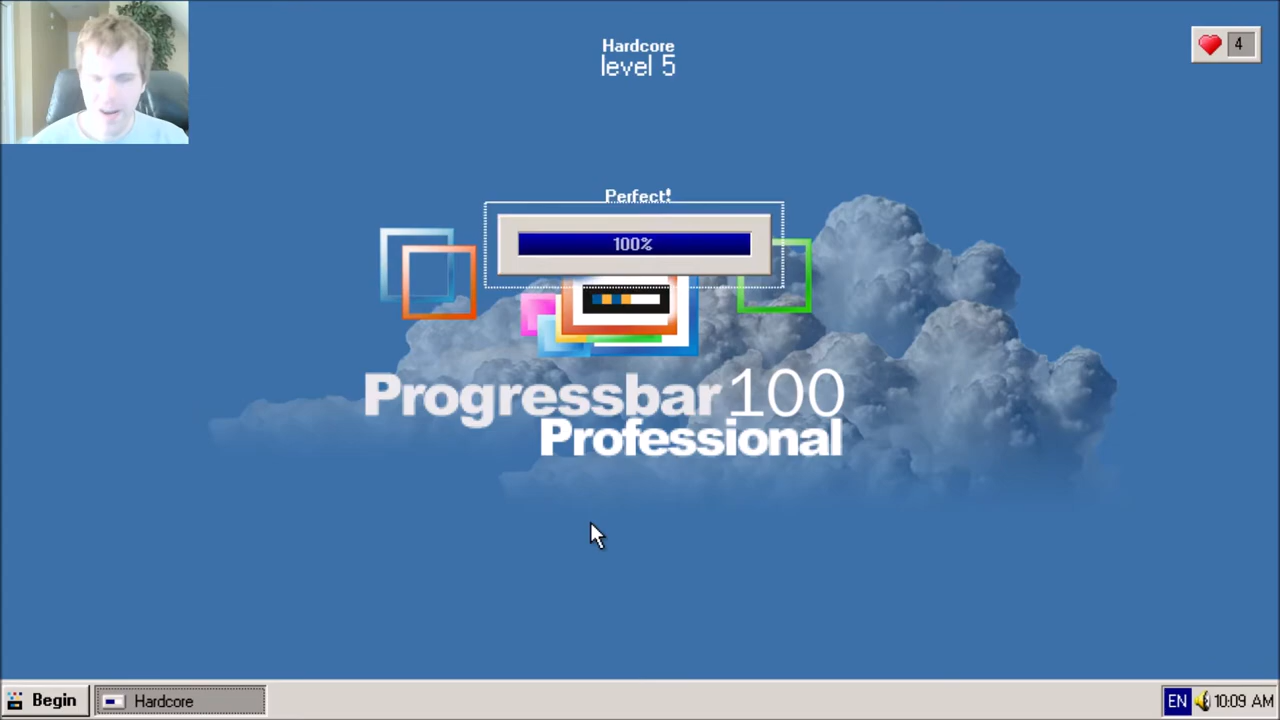 Hardcore
level 5
4
Perfect!
100%
Progressbar 100
Professional
Begin
Hardcore
EN
10:09 AM